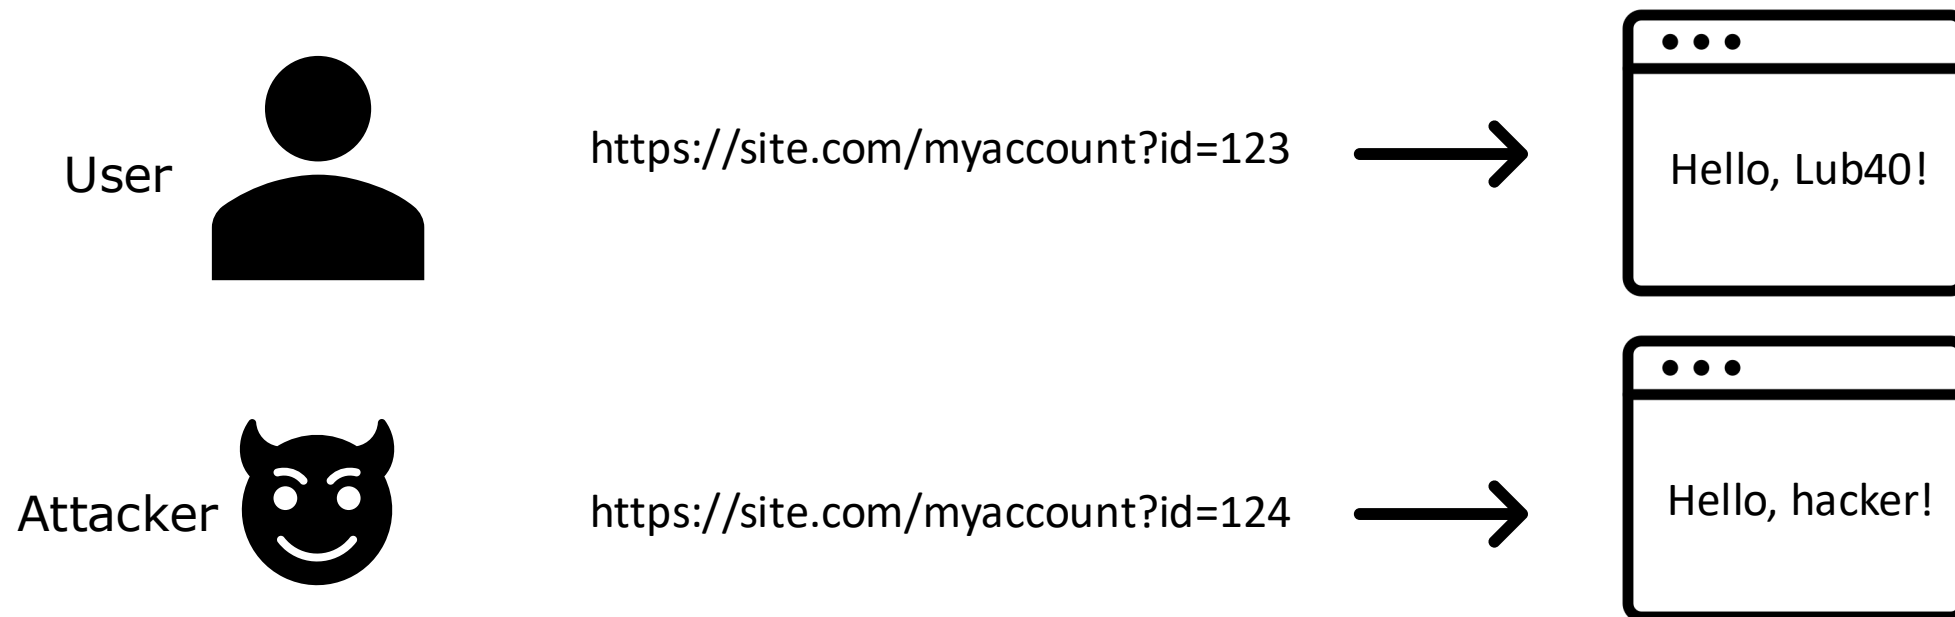 User
https://site.com/myaccount?id=123
Hello, Lub40!
Attacker
https://site.com/myaccount?id=124
Hello, hacker!